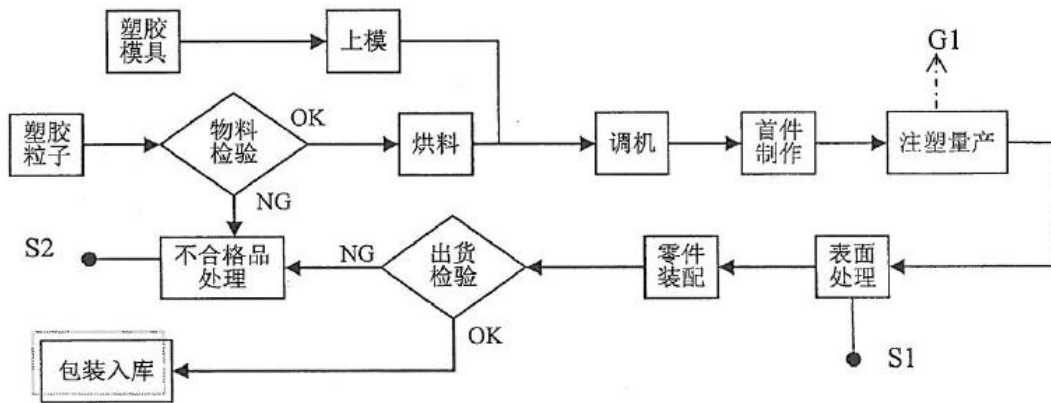 塑胶
模具
上模
G1
塑胶
粒子
物料
检验
OK
烘料
调机
首件
制作
注塑量产
NG
S2
不合格品
处理
NG
出货
检验
零件
装配
表面
处理
OK
S1
包装入库